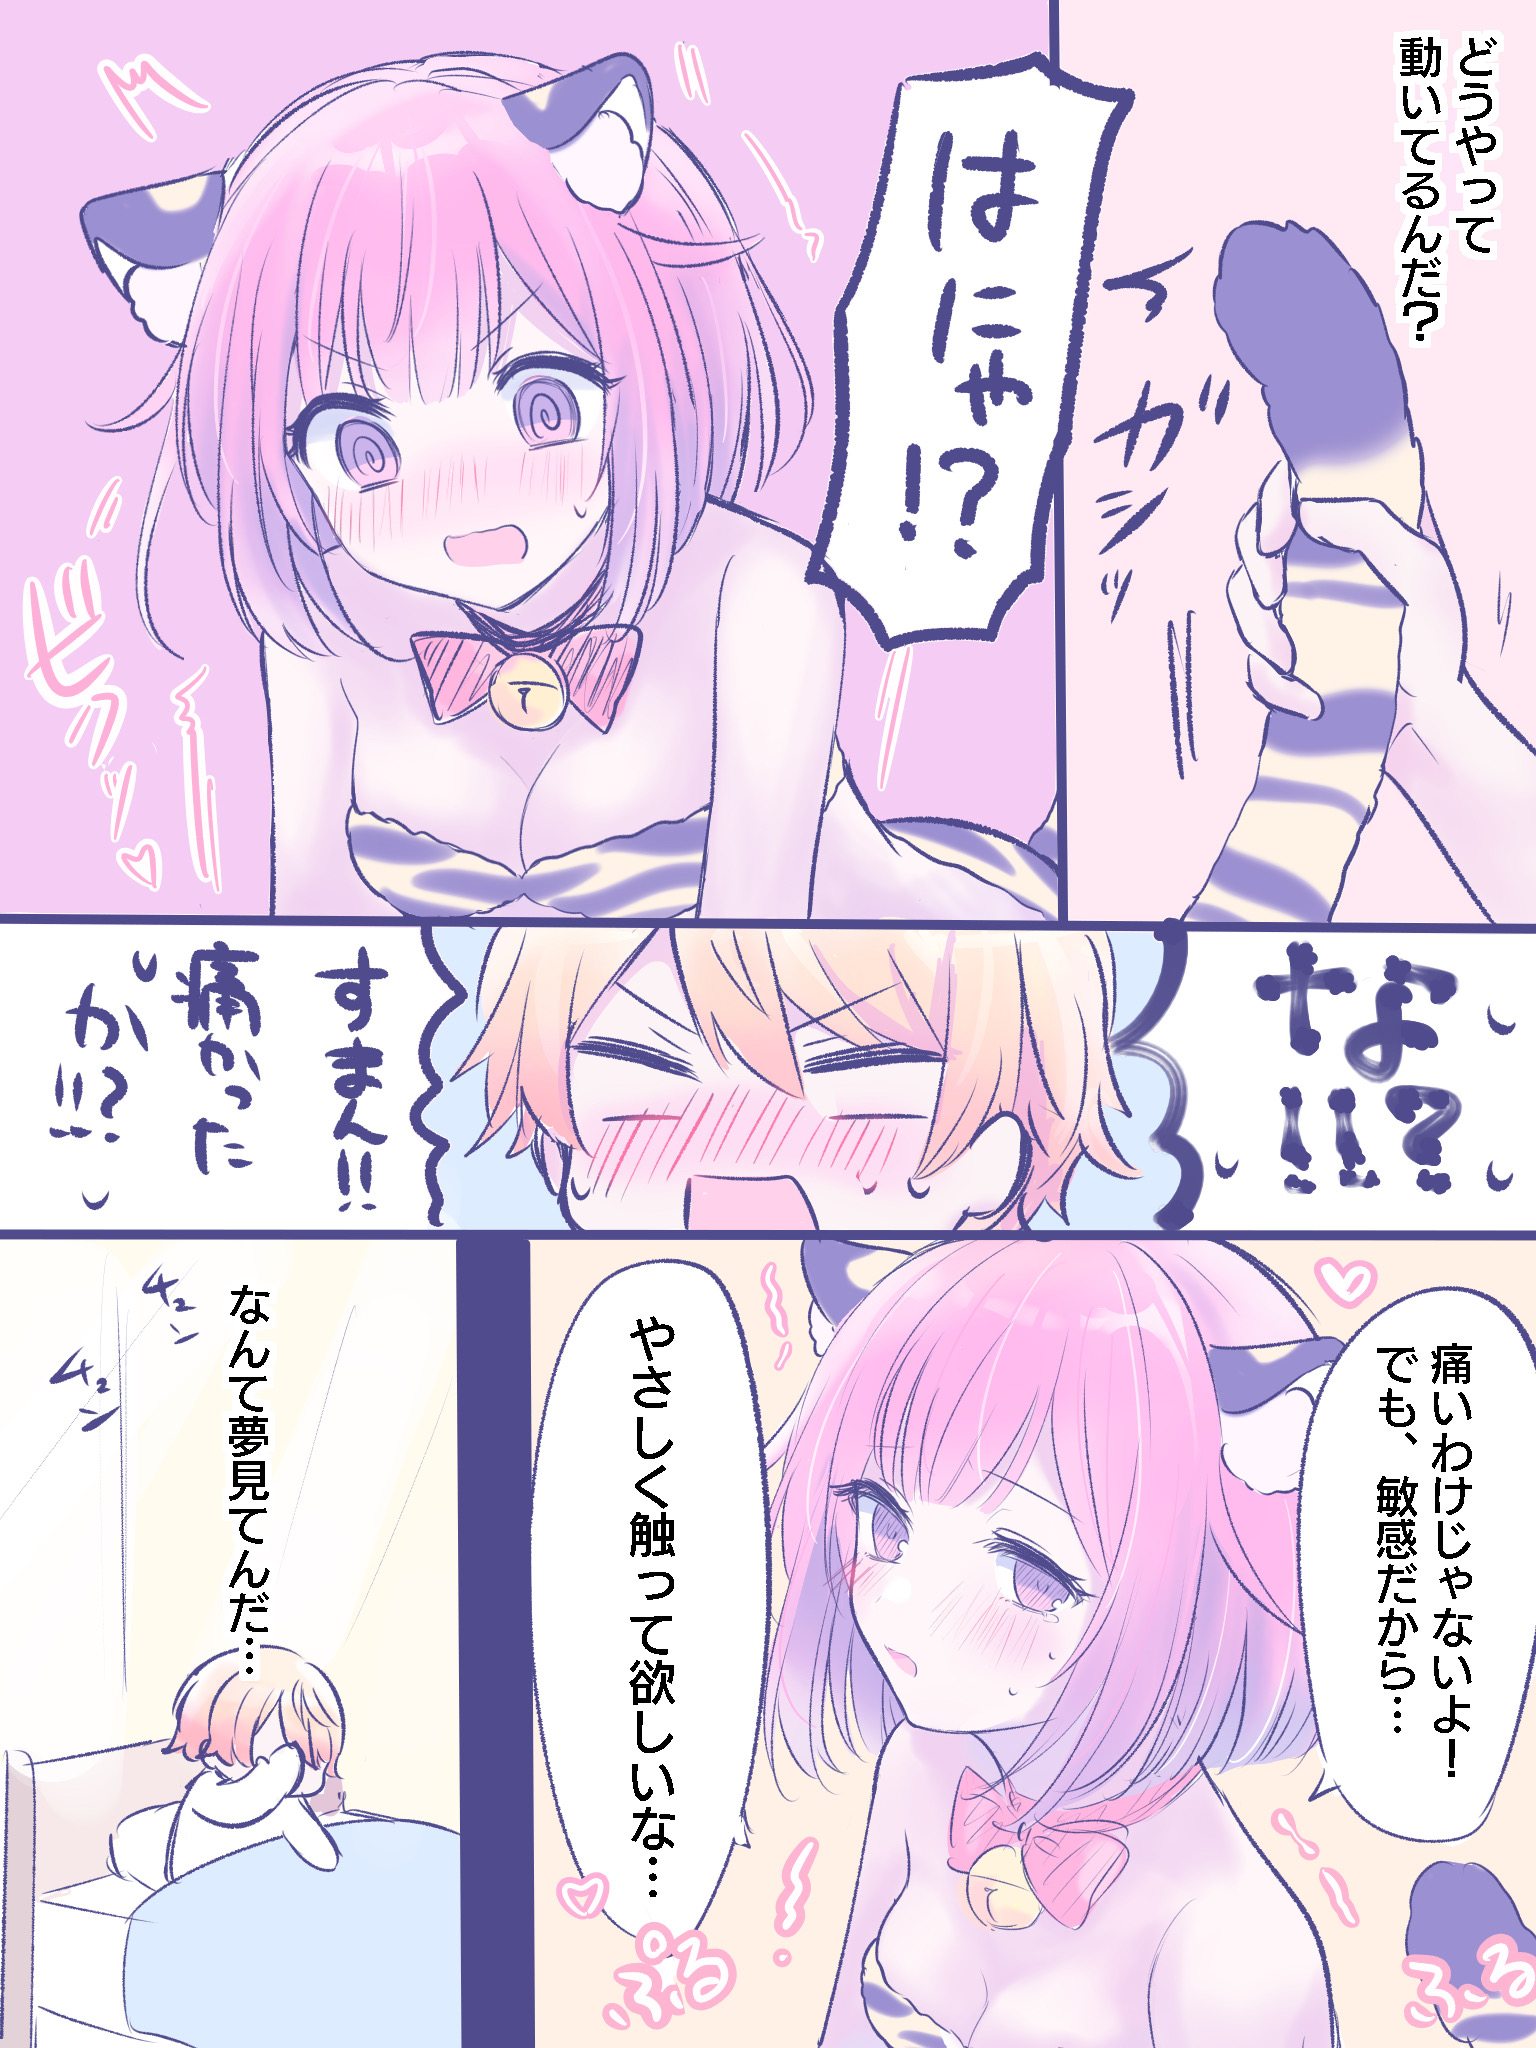 どうやって
動いてるんだ?
ガシッ
はにゃ!?
ビクッ
な!!?
すまん!!
痛かった
か!!?
痛いわけじゃないよ!
でも、敏感だから…
やさしく触って欲しいな…
ふる
ぷる
なんて夢見てんだ…
チュン
チュン